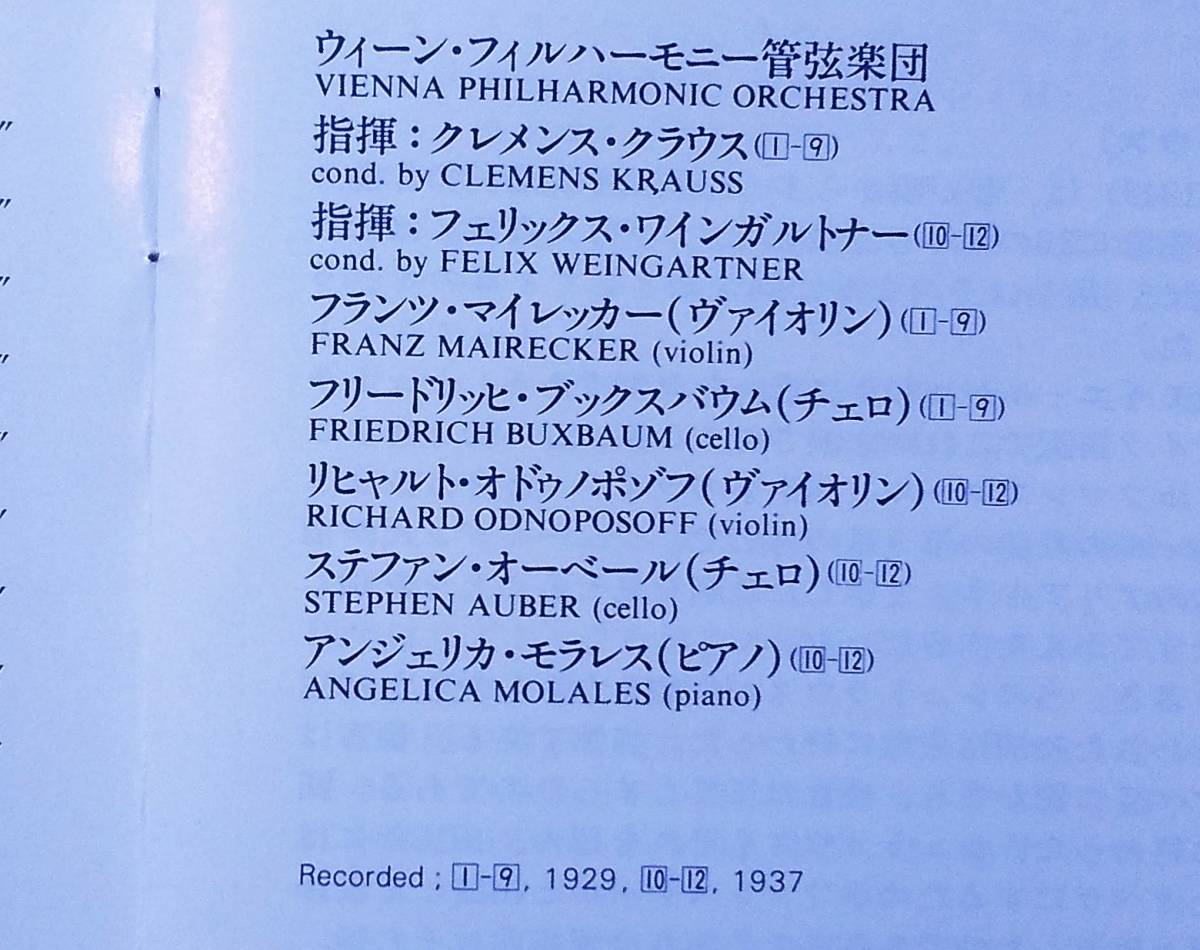 ウィーン・フィルハーモニー管弦楽団
VIENNA PHILHARMONIC ORCHESTRA
指揮：クレメンス・クラウス(1-9)
cond. by CLEMENS KRAUSS
指揮：フェリックス・ワインガルトナー(10-12)
cond. by FELIX WEINGARTNER
フランツ・マイレッカー(ヴァイオリン)(1-9)
FRANZ MAIRECKER (violin)
フリードリッヒ・ブックスバウム(チェロ)(1-9)
FRIEDRICH BUXBAUM (cello)
リヒャルト・オドゥノポゾフ(ヴァイオリン)(10-12)
RICHARD ODNOPOSOFF (violin)
ステファン・オーベール(チェロ)(10-12)
STEPHEN AUBER (cello)
アンジェリカ・モラレス(ピアノ)(10-12)
ANGELICA MOLALES (piano)
Recorded ; 1-9, 1929, 10-12, 1937